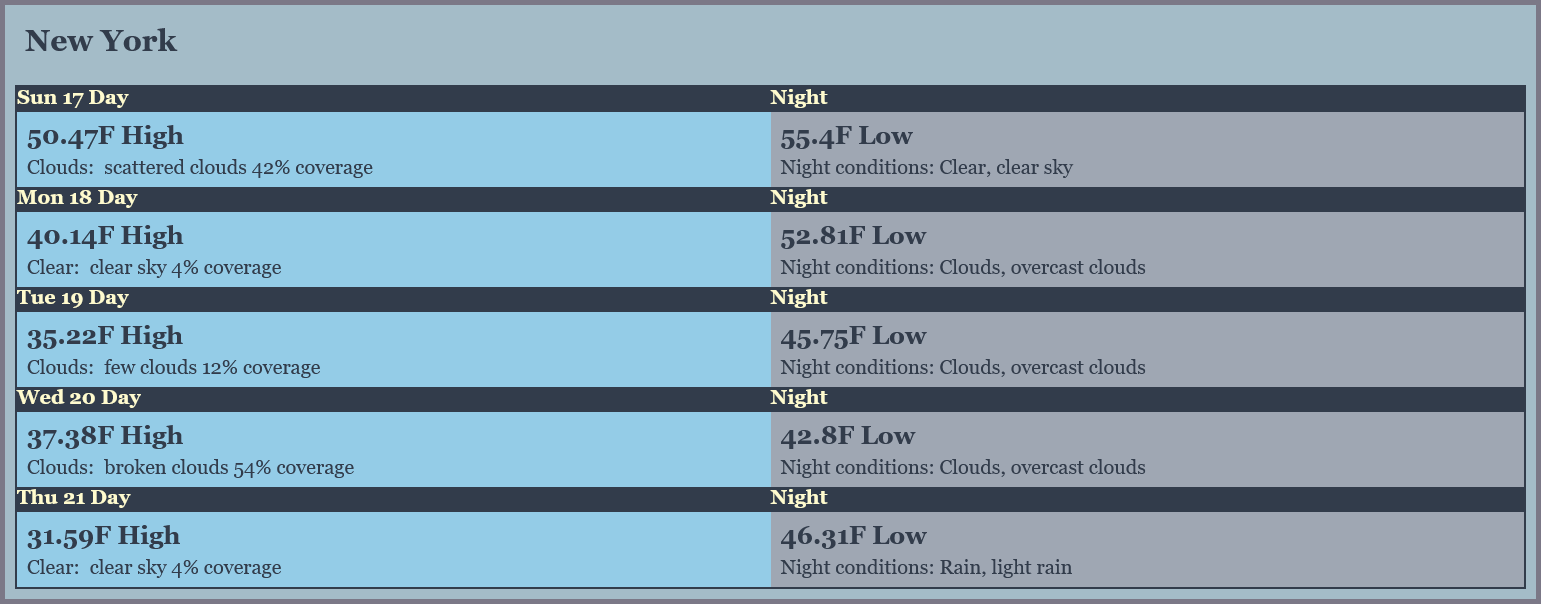 New York
Sun 17 Day Night
50.47F High 55.4F Low
Clouds: scattered clouds 42% coverage Night conditions: Clear, clear sky
Mon 18 Day Night
40.14F High 52.81F Low
Clear: clear sky 4% coverage Night conditions: Clouds, overcast clouds
Tue 19 Day Night
35.22F High 45.75F Low
Clouds: few clouds 12% coverage Night conditions: Clouds, overcast clouds
Wed 20 Day Night
37.38F High 42.8F Low
Clouds: broken clouds 54% coverage Night conditions: Clouds, overcast clouds
Thu 21 Day Night
31.59F High 46.31F Low
Clear: clear sky 4% coverage Night conditions: Rain, light rain